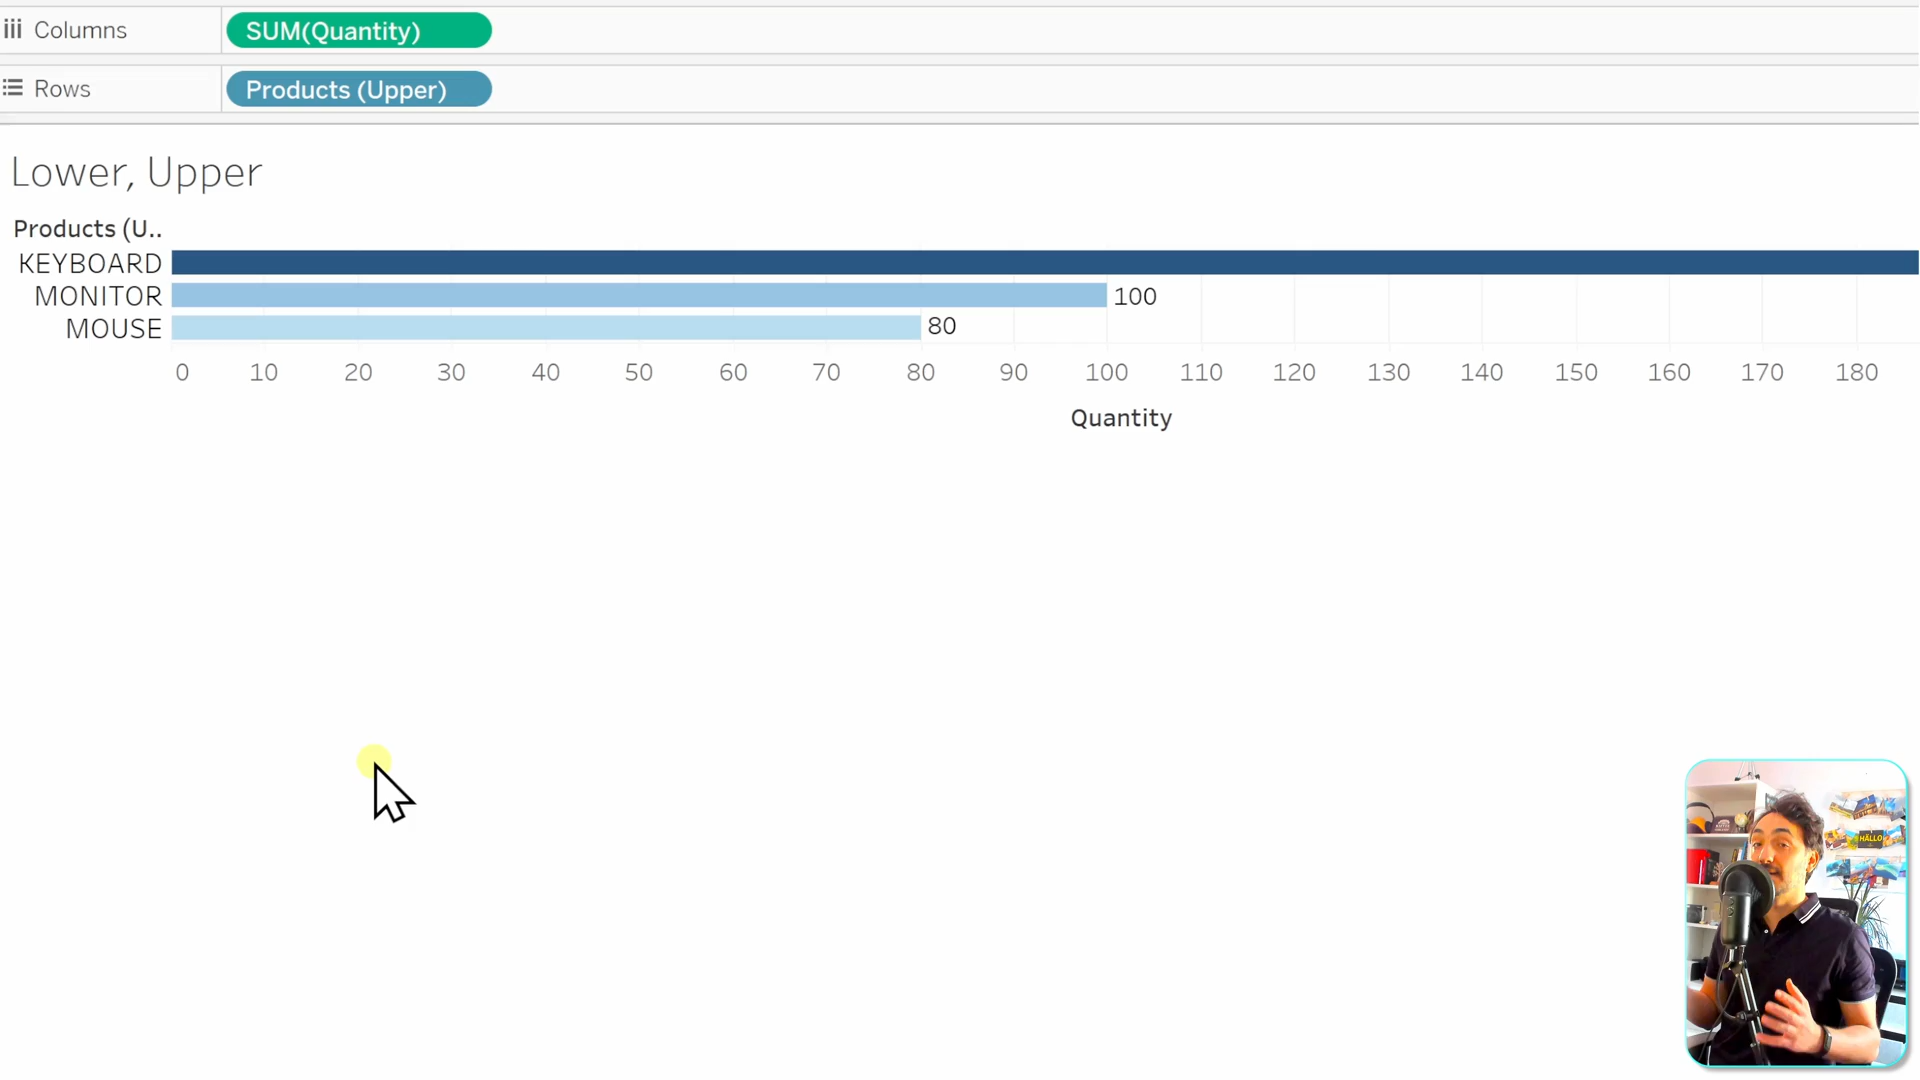 Columns
SUM(Quantity)
Rows
Products (Upper)
Lower, Upper
Products (U..
KEYBOARD
MONITOR
100
MOUSE
80
0 10 20 30 40 50 60 70 80 90 100 110 120 130 140 150 160 170 180
Quantity
HALLO